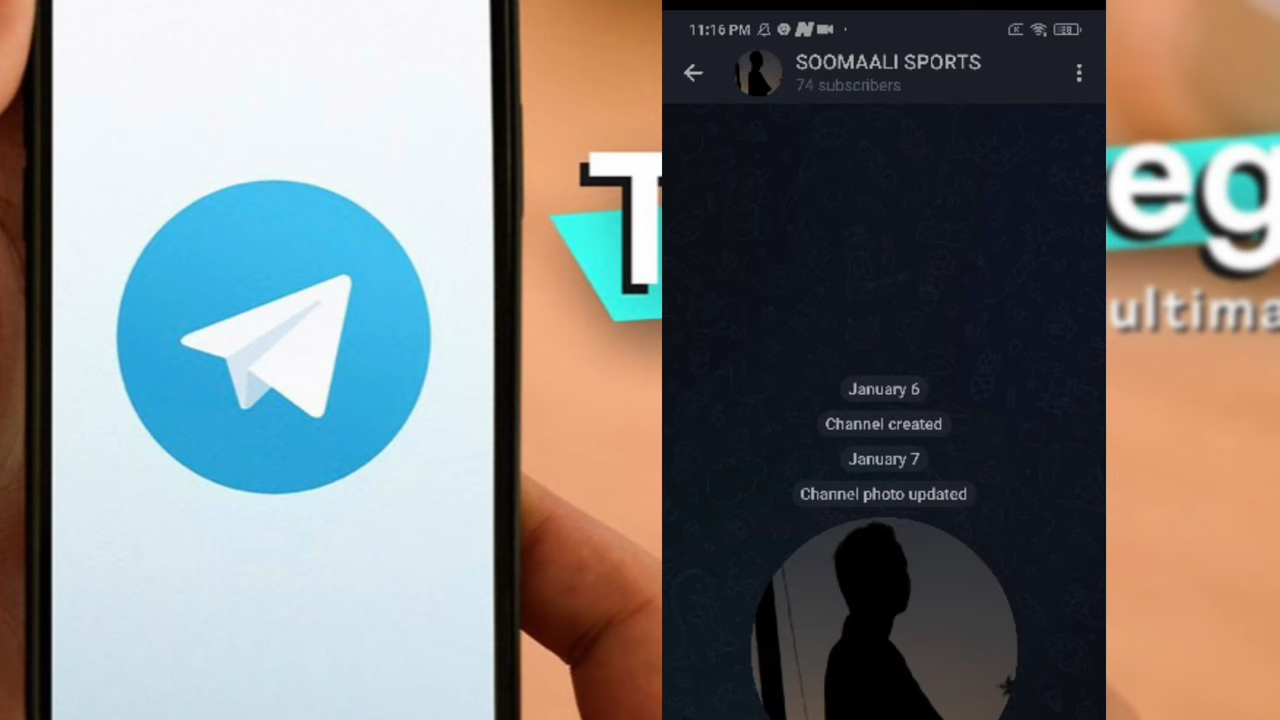 11:16 PM
SOOMAALI SPORTS
74 subscribers
January 6
Channel created
January 7
Channel photo updated
T
eg
ultima